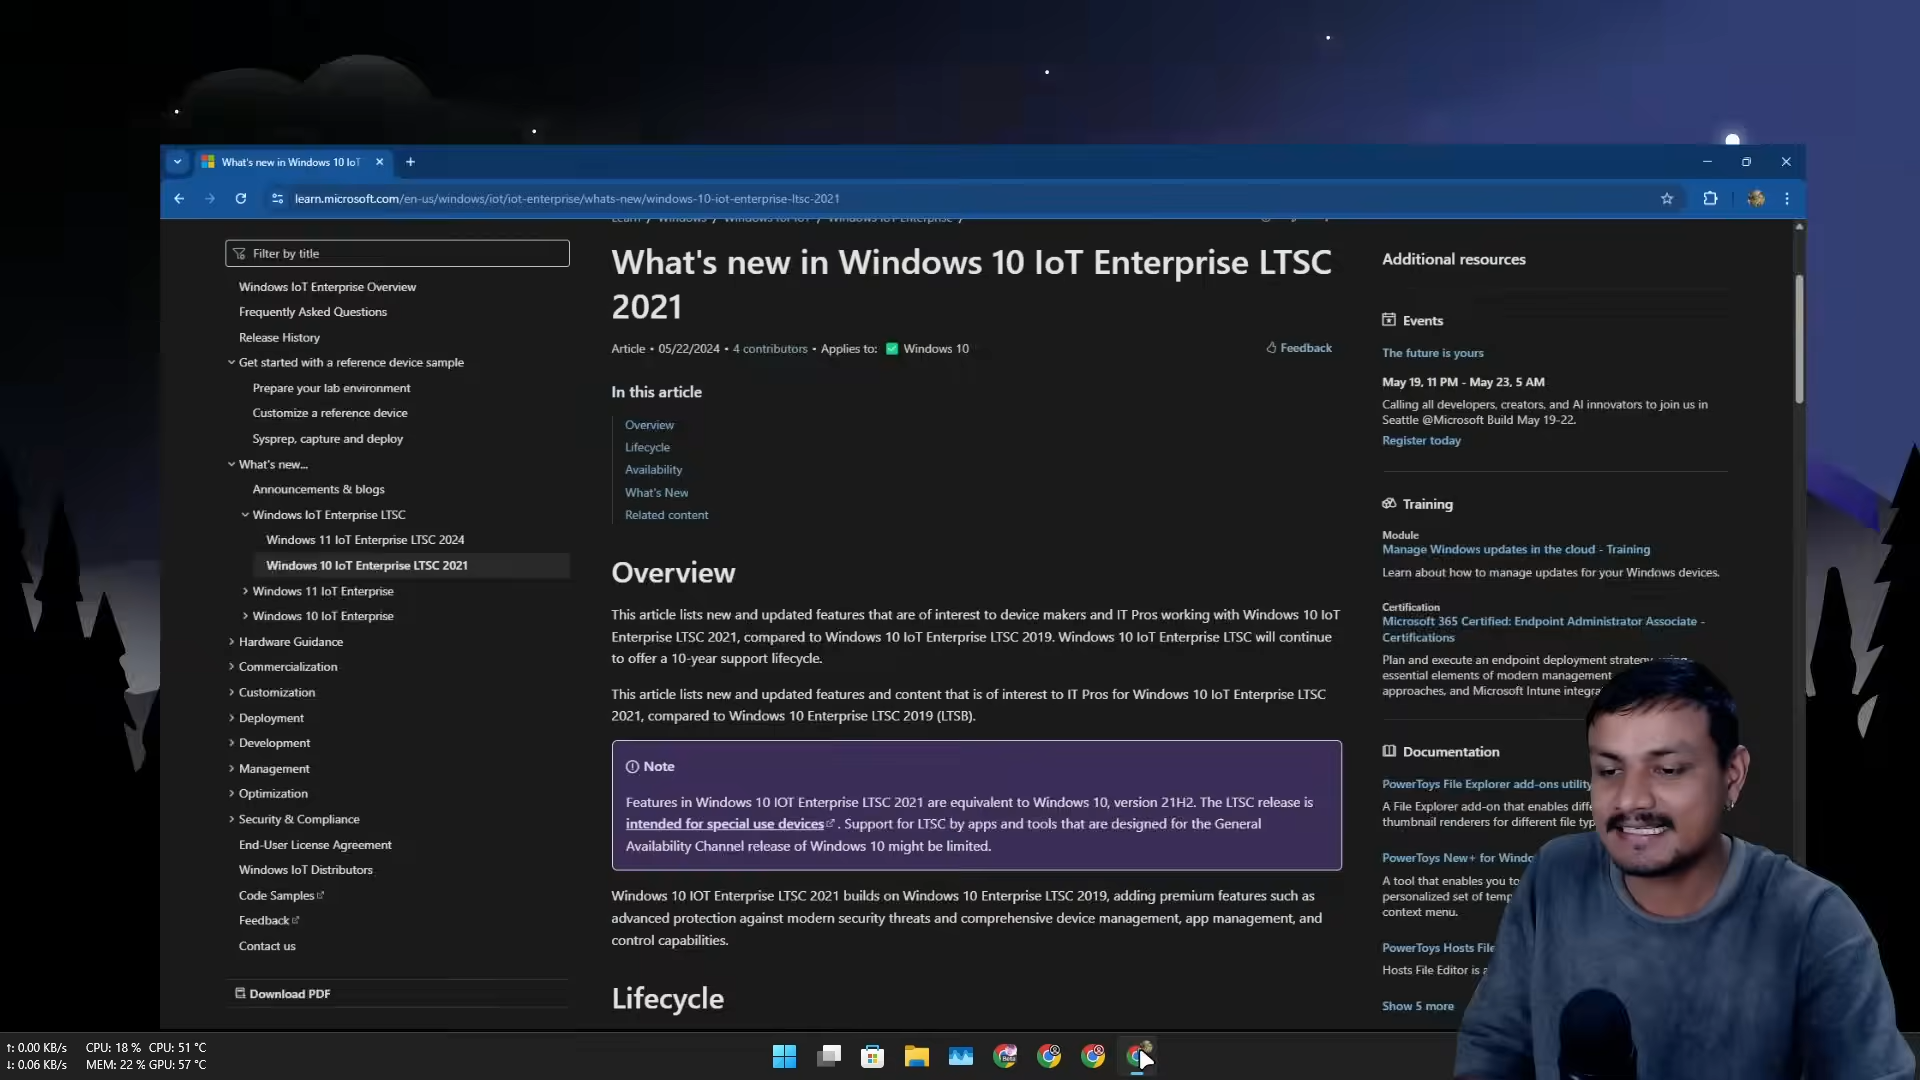 What's new in Windows 10 IoT
learn.microsoft.com/en-us/windows/iot/iot-enterprise/whats-new/windows-10-iot-enterprise-ltsc-2021
Filter by title
Windows IoT Enterprise Overview
Frequently Asked Questions
Release History
Get started with a reference device sample
Prepare your lab environment
Customize a reference device
Sysprep, capture and deploy
What's new...
Announcements & blogs
Windows IoT Enterprise LTSC
Windows 11 IoT Enterprise LTSC 2024
Windows 10 IoT Enterprise LTSC 2021
Windows 11 IoT Enterprise
Windows 10 IoT Enterprise
Hardware Guidance
Commercialization
Customization
Deployment
Development
Management
Optimization
Security & Compliance
End-User License Agreement
Windows IoT Distributors
Code Samples
Feedback
Contact us
Download PDF
What's new in Windows 10 IoT Enterprise LTSC
2021
Article • 05/22/2024 • 4 contributors • Applies to: ✅ Windows 10
Feedback
In this article
Overview
Lifecycle
Availability
What's New
Related content
Overview
This article lists new and updated features that are of interest to device makers and IT Pros working with Windows 10 IoT
Enterprise LTSC 2021, compared to Windows 10 IoT Enterprise LTSC 2019. Windows 10 IoT Enterprise LTSC will continue
to offer a 10-year support lifecycle.
This article lists new and updated features and content that is of interest to IT Pros for Windows 10 IoT Enterprise LTSC
2021, compared to Windows 10 Enterprise LTSC 2019 (LTSB).
Note
Features in Windows 10 IOT Enterprise LTSC 2021 are equivalent to Windows 10, version 21H2. The LTSC release is
intended for special use devices . Support for LTSC by apps and tools that are designed for the General
Availability Channel release of Windows 10 might be limited.
Windows 10 IOT Enterprise LTSC 2021 builds on Windows 10 Enterprise LTSC 2019, adding premium features such as
advanced protection against modern security threats and comprehensive device management, app management, and
control capabilities.
Lifecycle
Additional resources
Events
The future is yours
May 19, 11 PM - May 23, 5 AM
Calling all developers, creators, and AI innovators to join us in
Seattle @Microsoft Build May 19-22.
Register today
Training
Module
Manage Windows updates in the cloud - Training
Learn about how to manage updates for your Windows devices.
Certification
Microsoft 365 Certified: Endpoint Administrator Associate -
Certifications
Plan and execute an endpoint deployment strategy, using
essential elements of modern management
approaches, and Microsoft Intune
Documentation
PowerToys File Explorer add-ons utility
A File Explorer add-on that enables
thumbnail renderers for different file
PowerToys New+ for
A tool that enables you to
personalized set of
context menu.
PowerToys Hosts File
Hosts File Editor is
Show 5 more
↑: 0.00 KB/s CPU: 18 % CPU: 51 °C
↓: 0.06 KB/s MEM: 22 % GPU: 57 °C
Beta